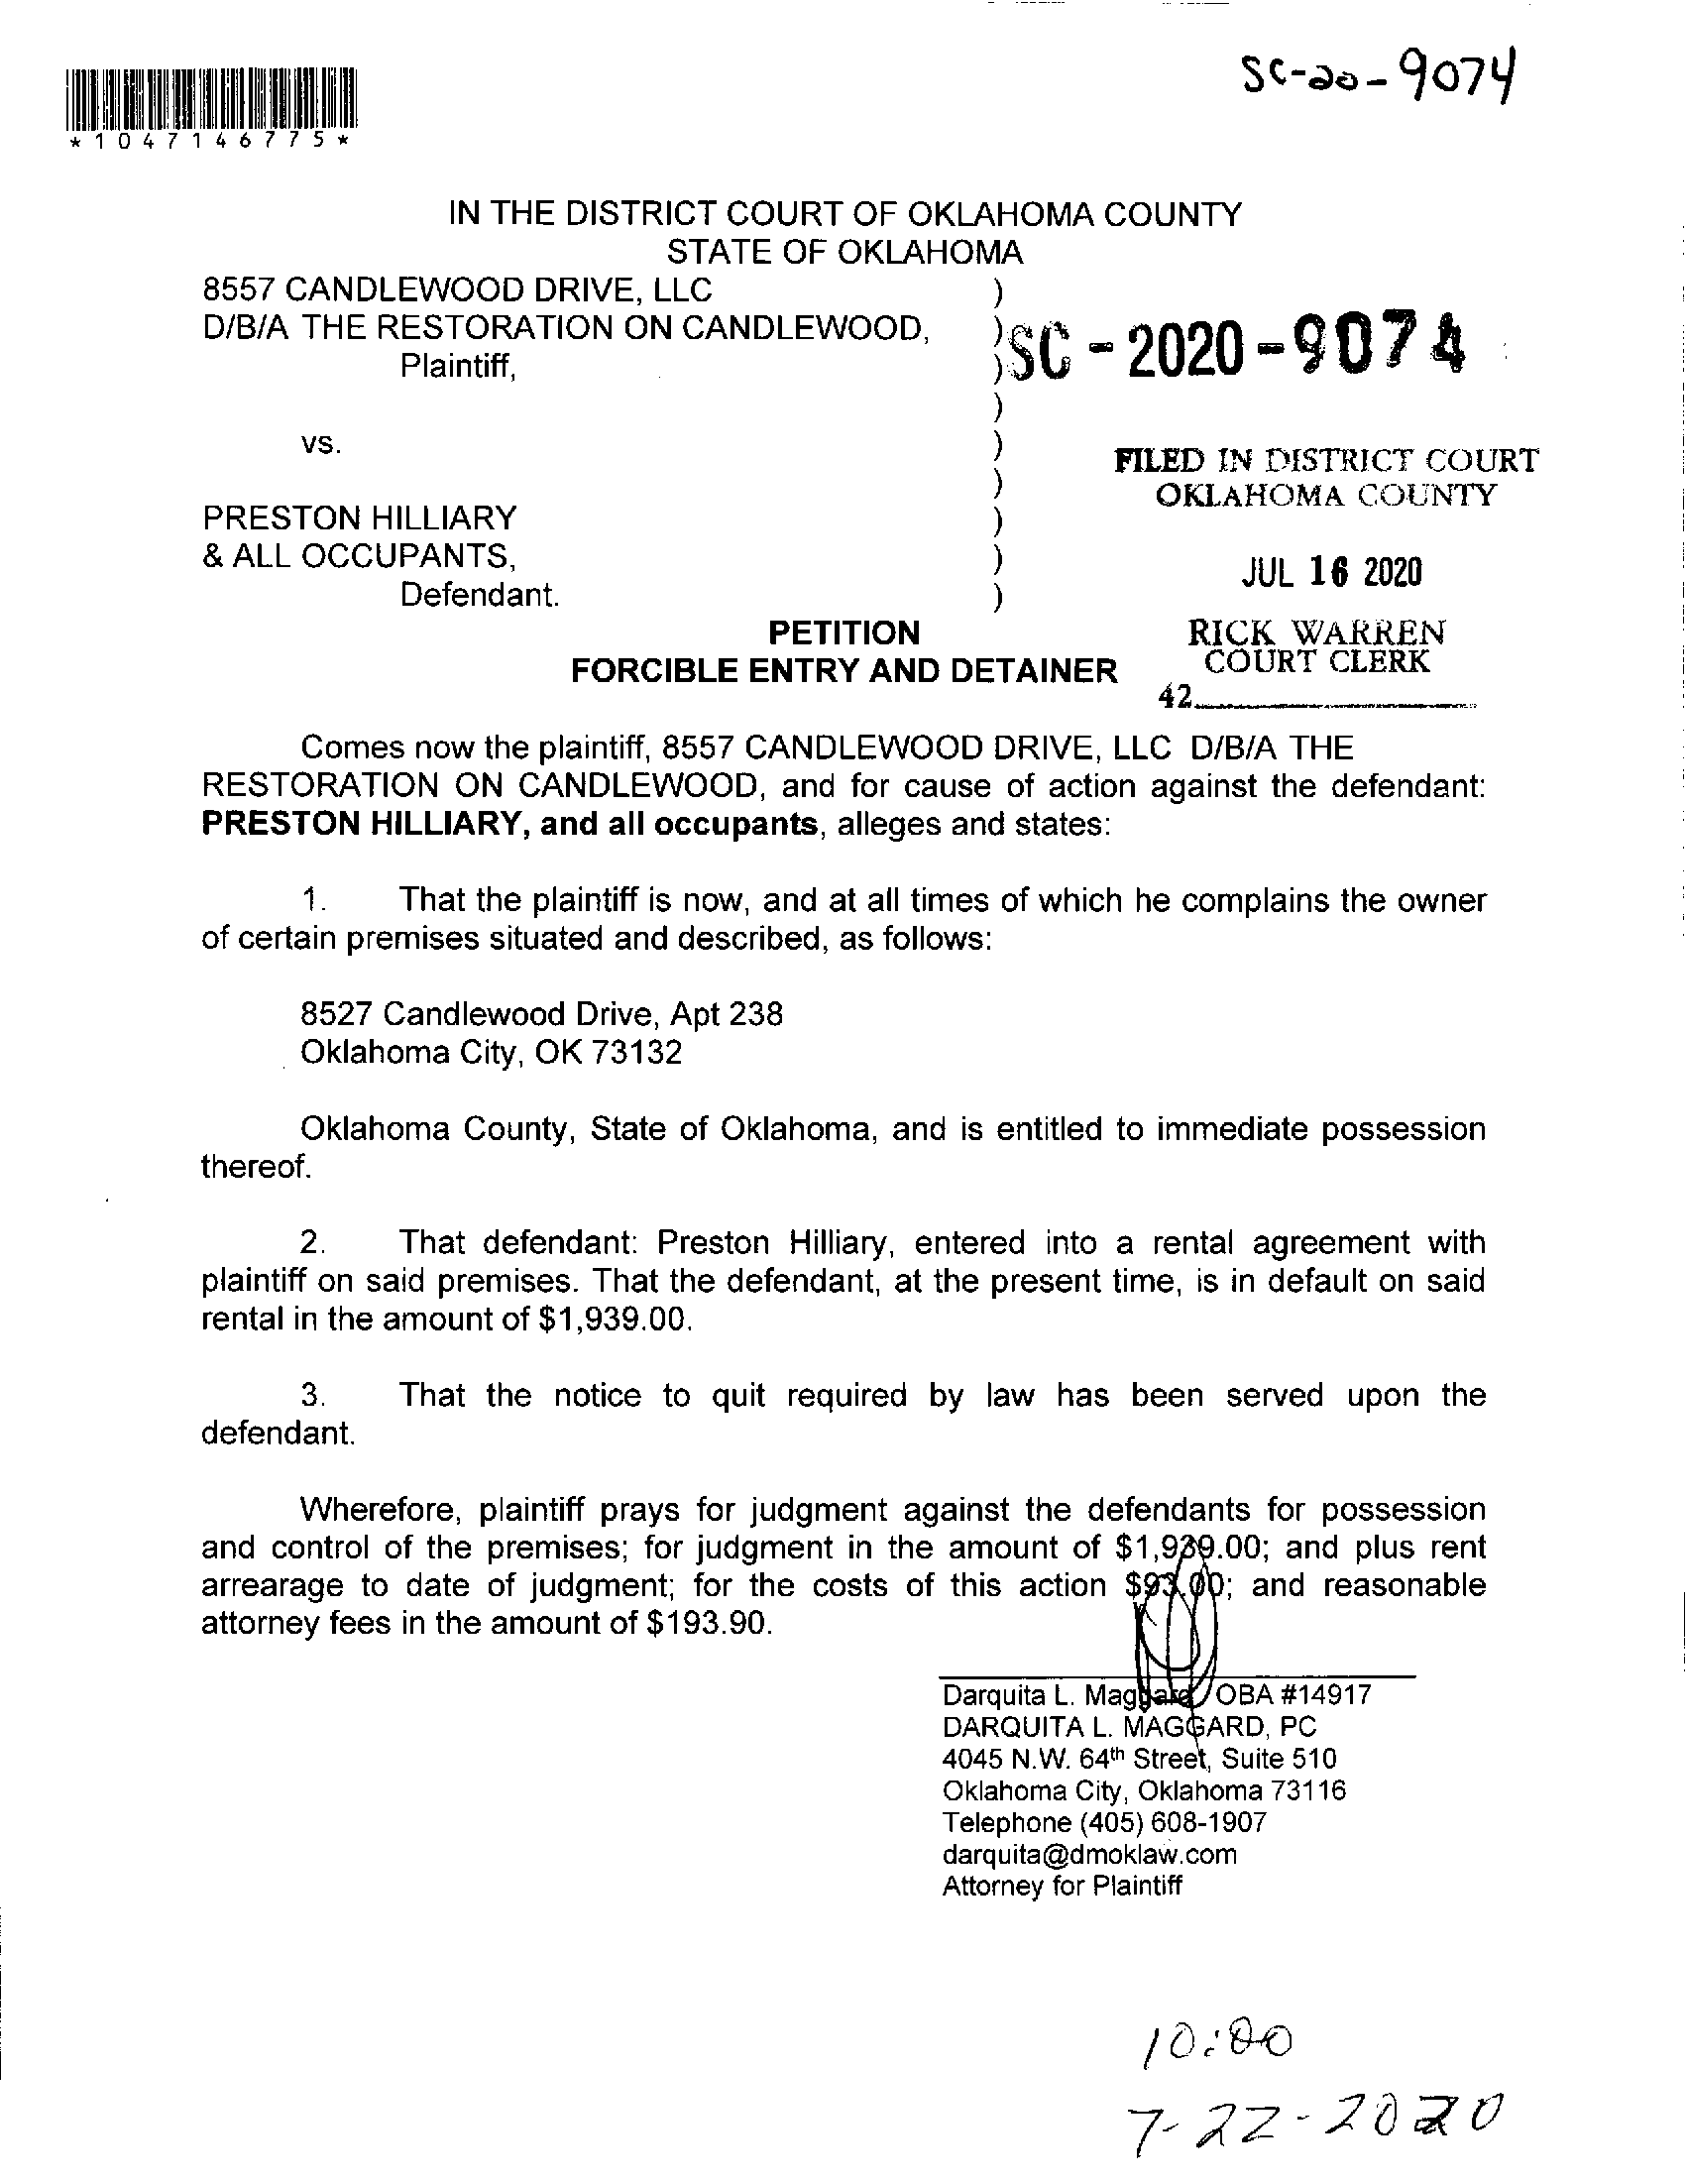 SC-20-9074
*1047146775*
IN THE DISTRICT COURT OF OKLAHOMA COUNTY
STATE OF OKLAHOMA
8557 CANDLEWOOD DRIVE, LLC )
D/B/A THE RESTORATION ON CANDLEWOOD, )
Plaintiff, ) SC-2020-9074
)
vs. )
FILED IN DISTRICT COURT
) OKLAHOMA COUNTY
PRESTON HILLIARY )
& ALL OCCUPANTS, ) JUL 16 2020
Defendant. )
PETITION RICK WARREN
FORCIBLE ENTRY AND DETAINER COURT CLERK
42
Comes now the plaintiff, 8557 CANDLEWOOD DRIVE, LLC D/B/A THE
RESTORATION ON CANDLEWOOD, and for cause of action against the defendant:
PRESTON HILLIARY, and all occupants, alleges and states:
1. That the plaintiff is now, and at all times of which he complains the owner
of certain premises situated and described, as follows:
8527 Candlewood Drive, Apt 238
Oklahoma City, OK 73132
Oklahoma County, State of Oklahoma, and is entitled to immediate possession
thereof.
2. That defendant: Preston Hilliary, entered into a rental agreement with
plaintiff on said premises. That the defendant, at the present time, is in default on said
rental in the amount of $1,939.00.
3. That the notice to quit required by law has been served upon the
defendant.
Wherefore, plaintiff prays for judgment against the defendants for possession
and control of the premises; for judgment in the amount of $1,939.00; and plus rent
arrearage to date of judgment; for the costs of this action $93.00; and reasonable
attorney fees in the amount of $193.90.
Darquita L. Maggard, OBA #14917
DARQUITA L. MAGGARD, PC
4045 N.W. 64th Street, Suite 510
Oklahoma City, Oklahoma 73116
Telephone (405) 608-1907
darquita@dmoklaw.com
Attorney for Plaintiff
10:00
7-22-2020